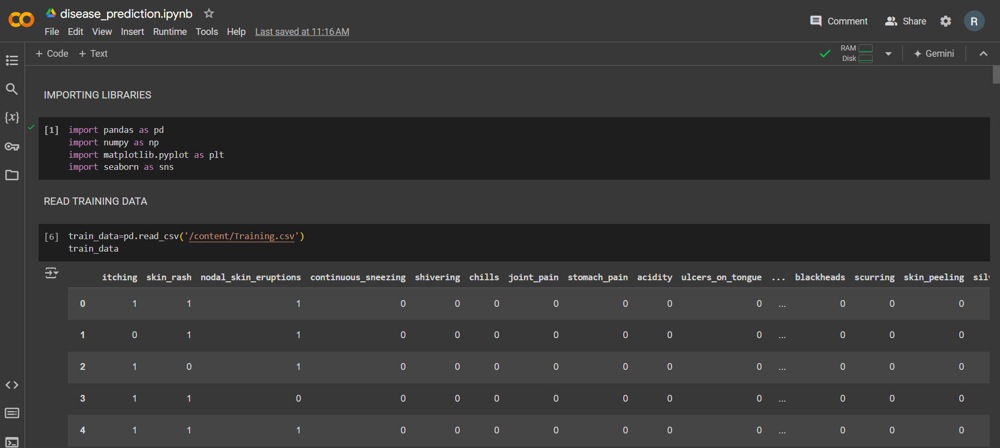 disease_prediction.ipynb
File Edit View Insert Runtime Tools Help Last saved at 11:16 AM
Comment Share R
+ Code + Text
RAM
Disk
Gemini
{x}
IMPORTING LIBRARIES
[1] import pandas as pd
import numpy as np
import matplotlib.pyplot as plt
import seaborn as sns
READ TRAINING DATA
[6] train_data=pd.read_csv('/content/Training.csv')
train_data
itching skin_rash nodal_skin_eruptions continuous_sneezing shivering chills joint_pain stomach_pain acidity ulcers_on_tongue ... blackheads scurring skin_peeling
0 1 1 1 0 0 0 0 0 0 0 ... 0 0 0
1 0 1 1 0 0 0 0 0 0 0 ... 0 0 0
2 1 0 1 0 0 0 0 0 0 0 ... 0 0 0
3 1 1 0 0 0 0 0 0 0 0 ... 0 0 0
4 1 1 1 0 0 0 0 0 0 0 ... 0 0 0